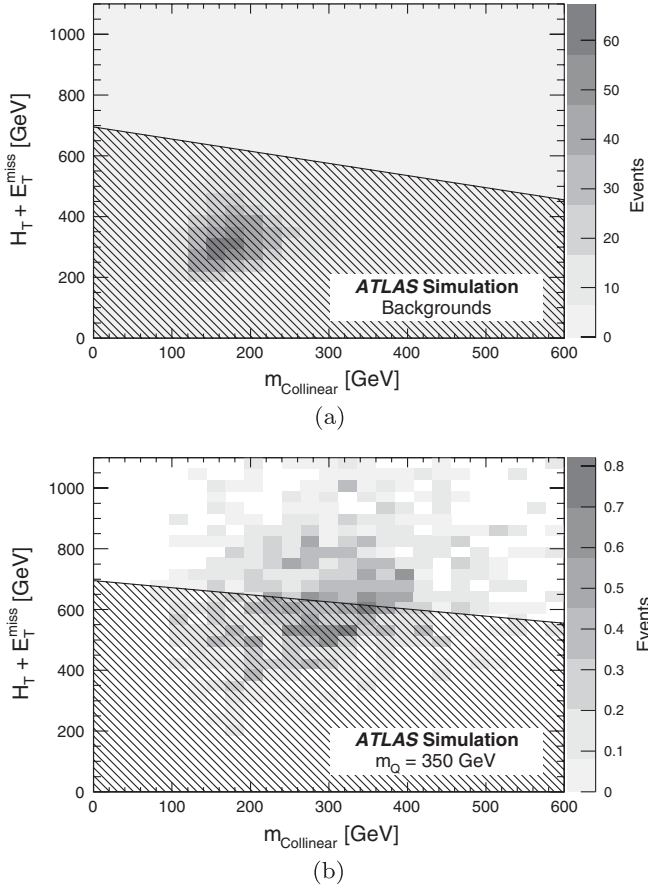 1000
800
600
400
200
0
H_T + E_T^miss [GeV]
0 100 200 300 400 500 600
m_Collinear [GeV]
60
50
40
30
20
10
0
Events
ATLAS Simulation
Backgrounds
(a)
1000
800
600
400
200
0
H_T + E_T^miss [GeV]
0 100 200 300 400 500 600
m_Collinear [GeV]
0.8
0.7
0.6
0.5
0.4
0.3
0.2
0.1
0
Events
ATLAS Simulation
m_Q = 350 GeV
(b)